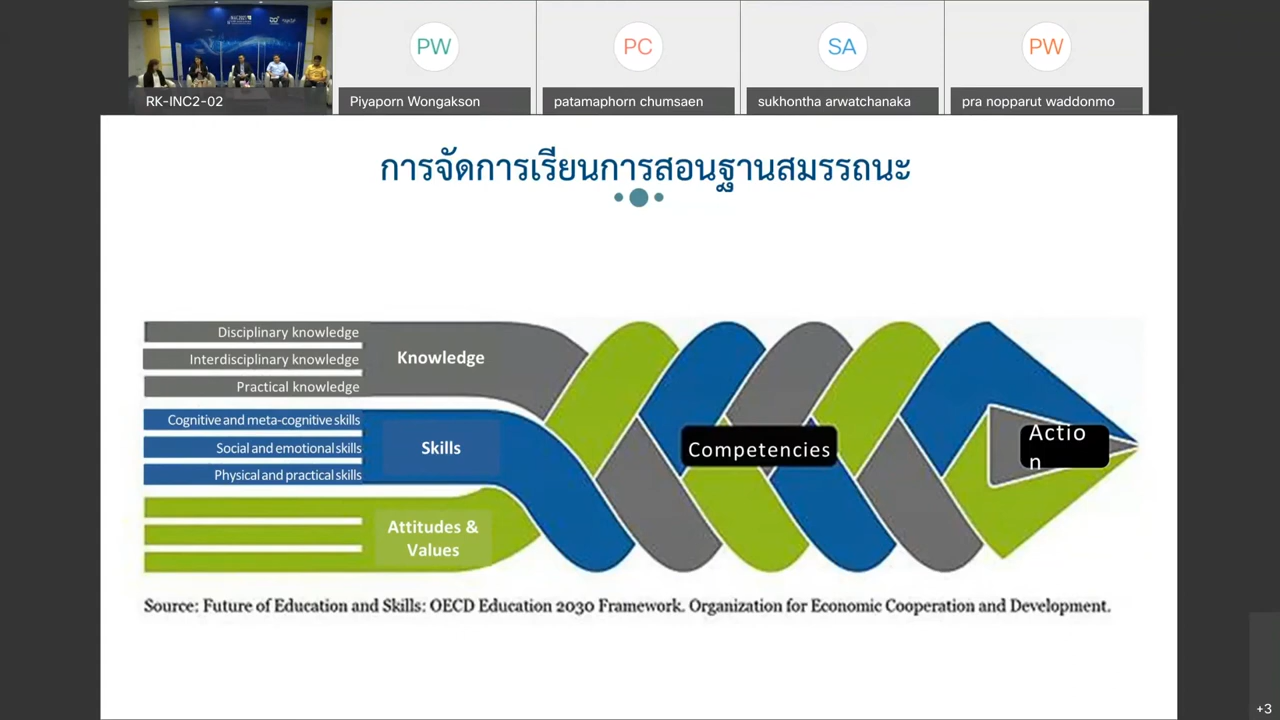 RK-INC2-02
PW
Piyaporn Wongakson
PC
patamaphorn chumsaen
SA
sukhontha arwatchanaka
PW
pra nopparut waddonmo
การจัดการเรียนการสอนฐานสมรรถนะ
Disciplinary knowledge
Interdisciplinary knowledge
Practical knowledge
Knowledge
Cognitive and meta-cognitive skills
Social and emotional skills
Physical and practical skills
Skills
Attitudes &
Values
Competencies
Actio
n
Source: Future of Education and Skills: OECD Education 2030 Framework. Organization for Economic Cooperation and Development.
+3